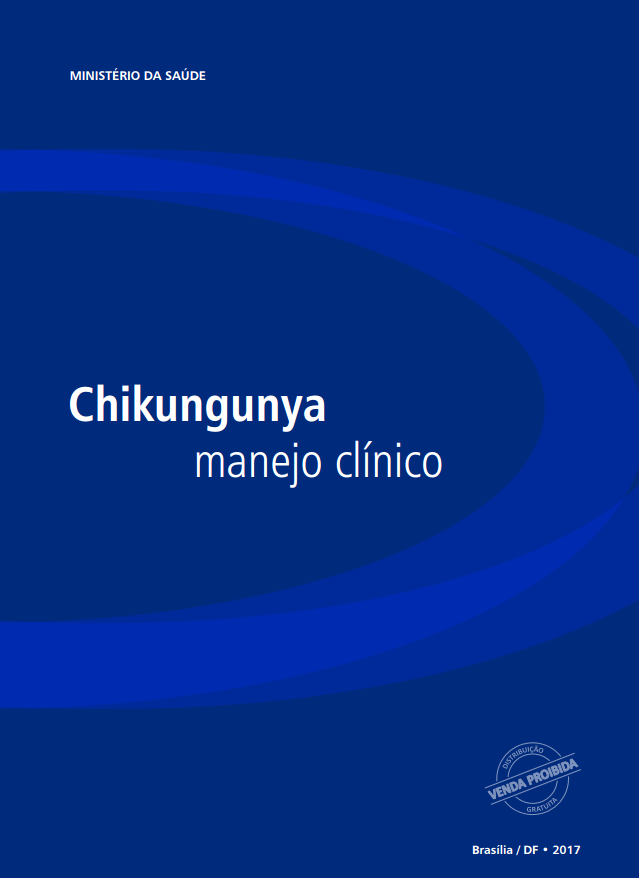 MINISTÉRIO DA SAÚDE
Chikungunya
manejo clínico
DISTRIBUIÇÃO
VENDA PROIBIDA
GRATUITA
Brasília / DF • 2017